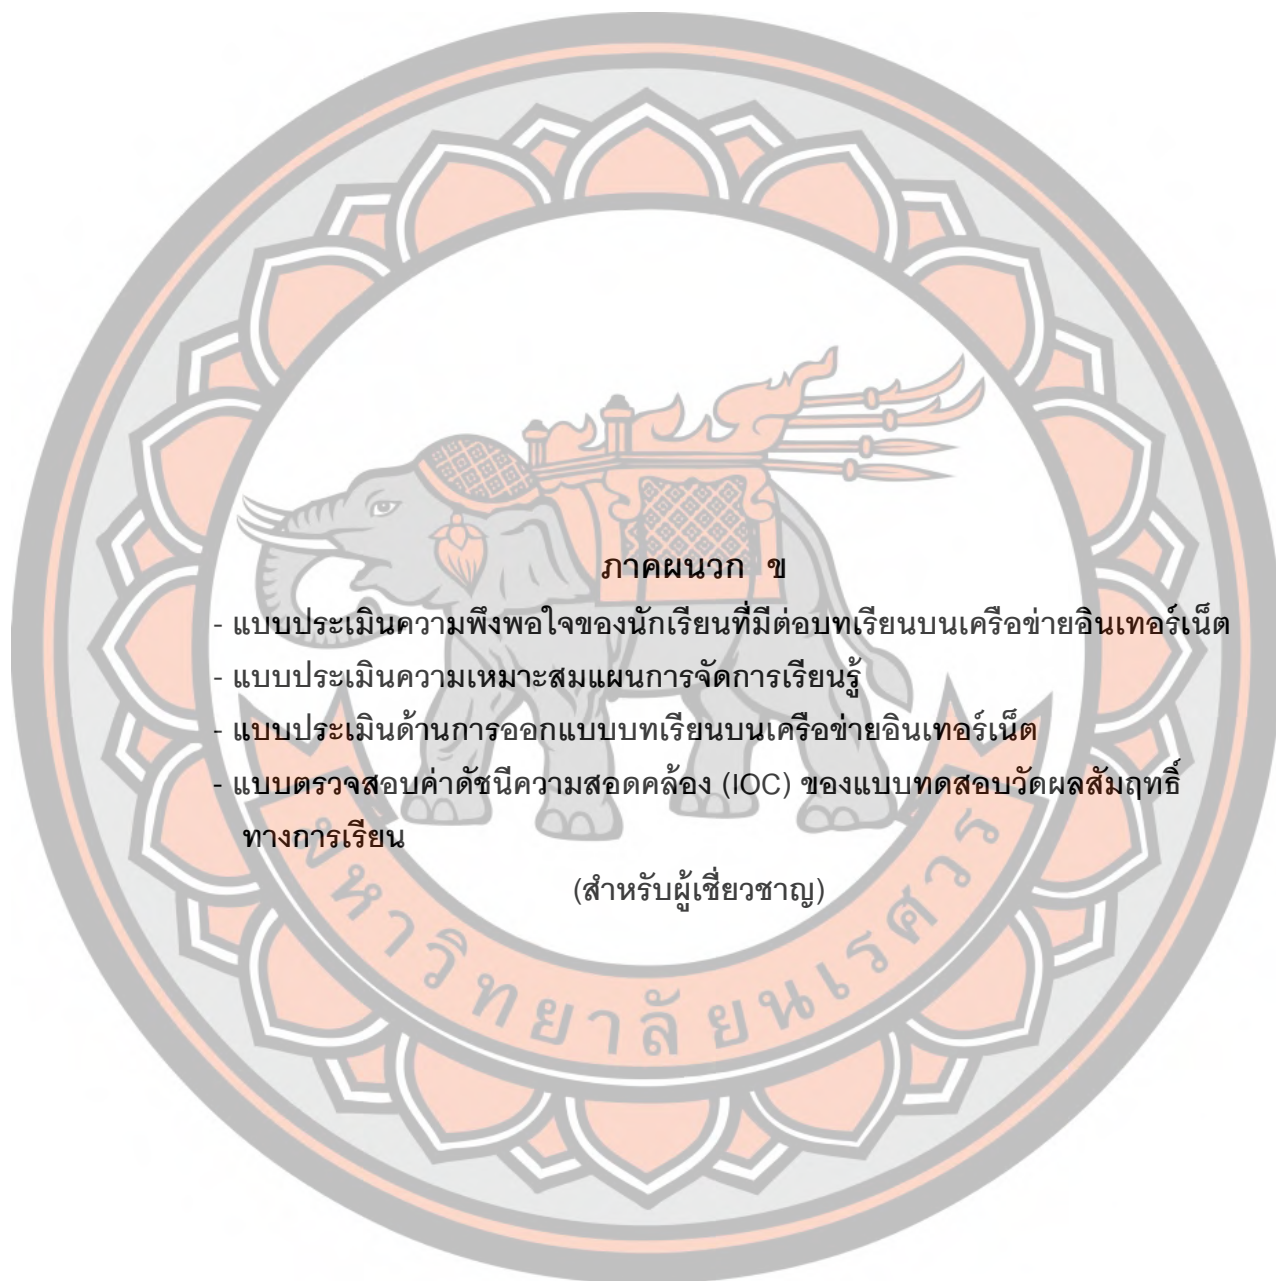 ภาคผนวก ข
- แบบประเมินความพึงพอใจของนักเรียนที่มีต่อบทเรียนบนเครือข่ายอินเทอร์เน็ต
- แบบประเมินความเหมาะสมแผนการจัดการเรียนรู้
- แบบประเมินด้านการออกแบบบทเรียนบนเครือข่ายอินเทอร์เน็ต
- แบบตรวจสอบค่าดัชนีความสอดคล้อง (IOC) ของแบบทดสอบวัดผลสัมฤทธิ์
ทางการเรียน
(สำหรับผู้เชี่ยวชาญ)
มหาวิทยาลัยนเรศวร